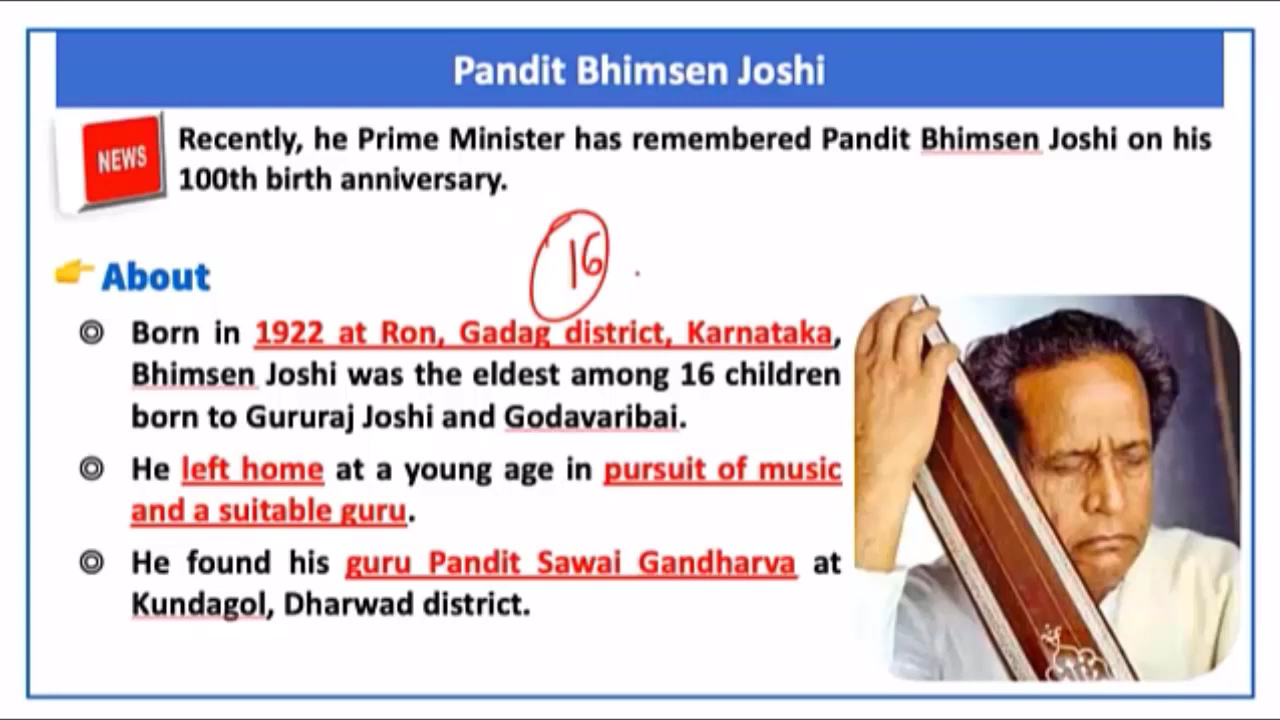 Pandit Bhimsen Joshi
NEWS
Recently, he Prime Minister has remembered Pandit Bhimsen Joshi on his
100th birth anniversary.
16
About
Born in 1922 at Ron, Gadag district, Karnataka,
Bhimsen Joshi was the eldest among 16 children
born to Gururaj Joshi and Godavaribai.
He left home at a young age in pursuit of music
and a suitable guru.
He found his guru Pandit Sawai Gandharva at
Kundagol, Dharwad district.